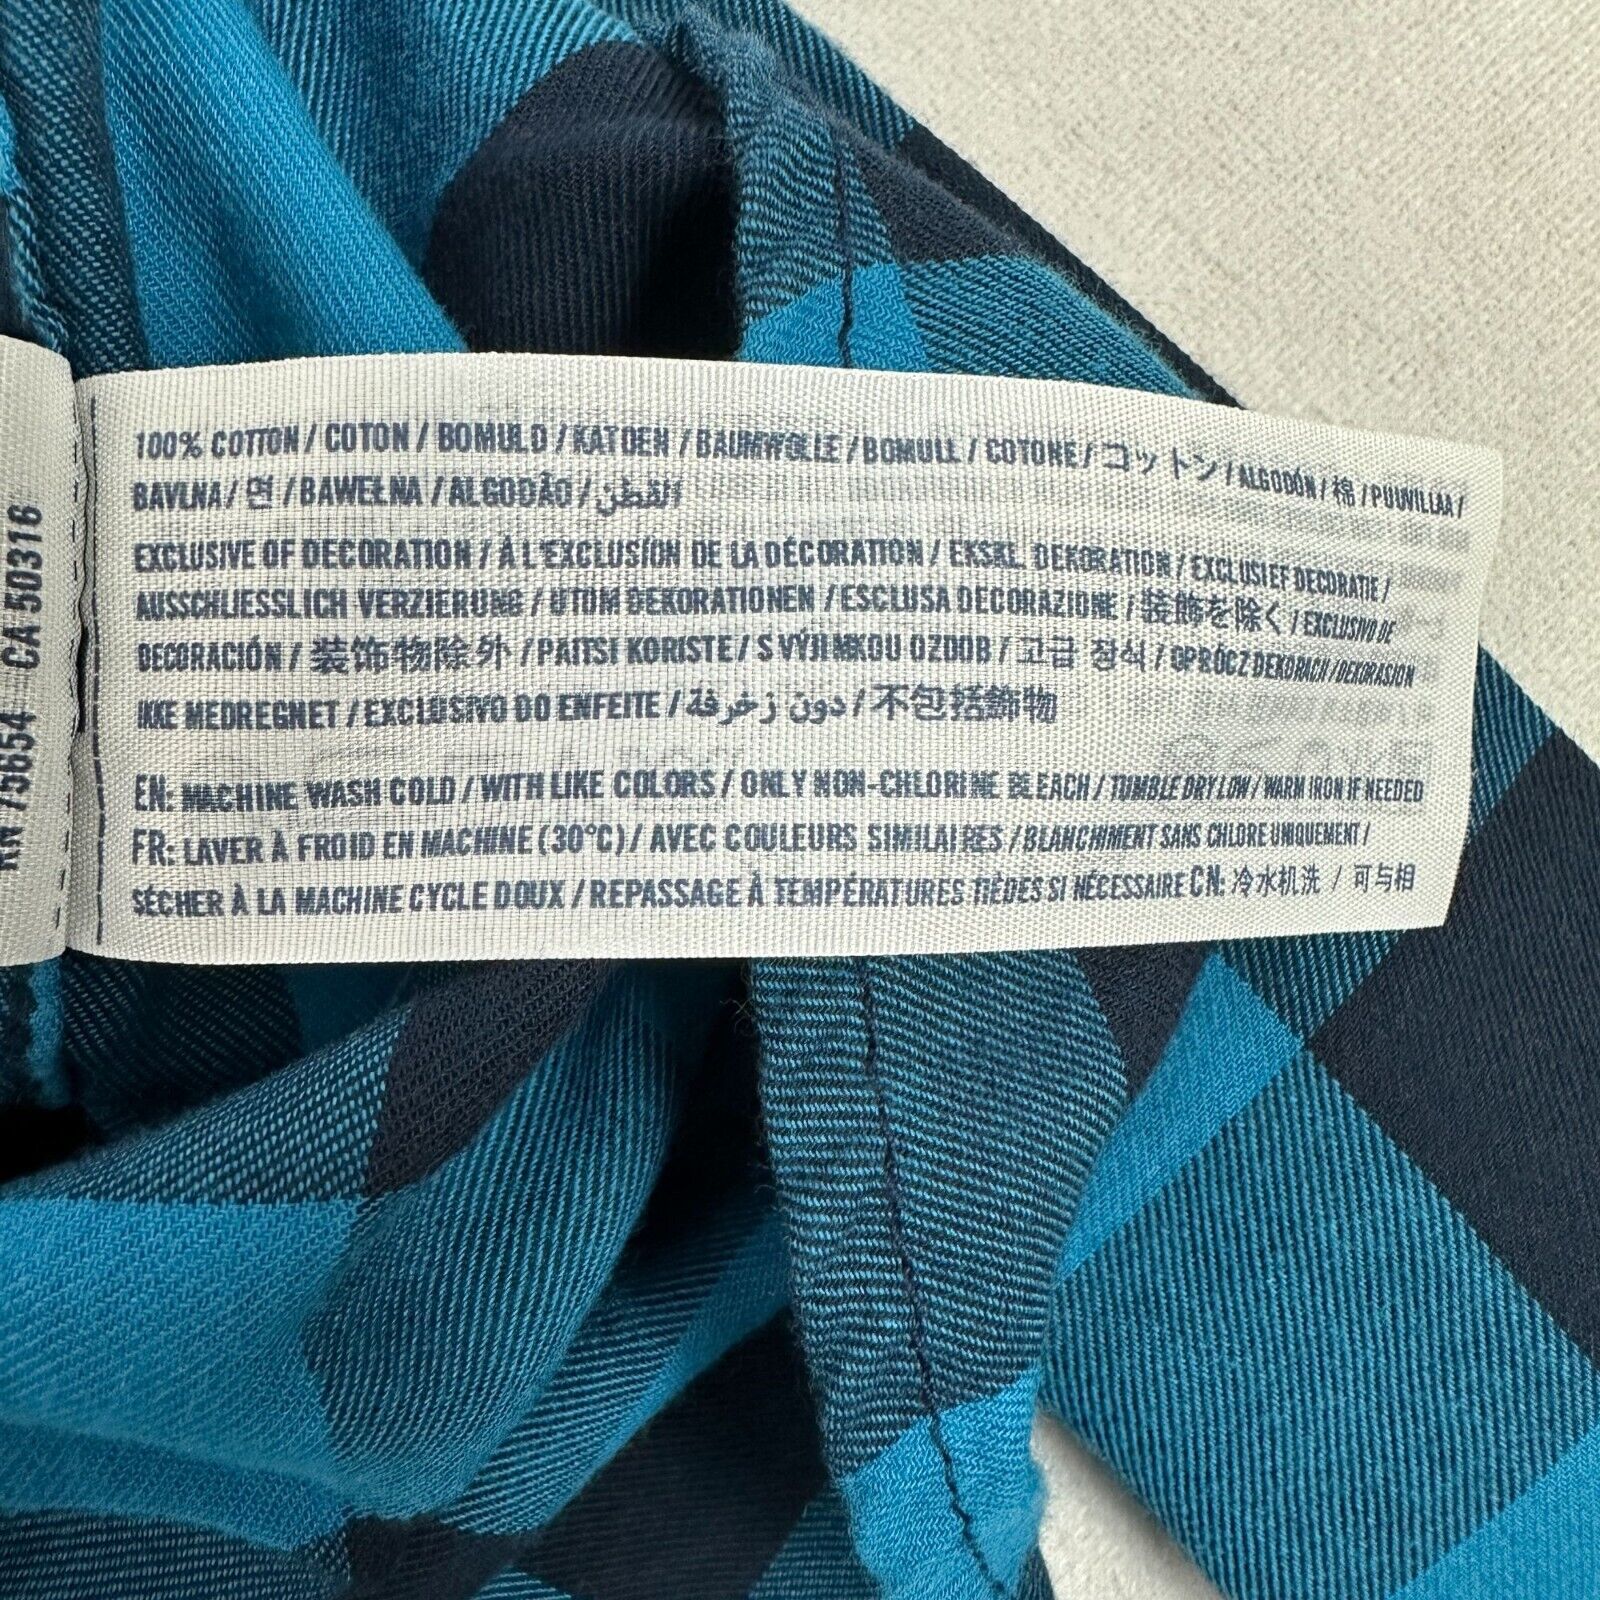 100% COTTON / COTON / BOMULD / KATOEN / BAUMWOLLE / BOMULL / COTONE / コットン / ALGODÓN / 棉 / PUUVILLAA /
BAVLNA / 면 / BAWEŁNA / ALGODÃO / القطن
EXCLUSIVE OF DECORATION / À L'EXCLUSÍON DE LA DÉCORATION / EKSKL. DEKORATION / EXCLUSIEF DECORATIE /
AUSSCHLIESSLICH VERZIERUNG / UTOM DEKORATIONEN / ESCLUSA DECORAZIONE / 装飾を除く / EXCLUSIVO DE
DECORACIÓN / 装饰物除外 / PAITSI KORISTE / S VÝJIMKOU OZDOB / 고급 장식 / OPRÓCZ DEKORACJI / DEKORASJON
IKKE MEDREGNET / EXCLUSIVO DO ENFEITE / دون زخرفة / 不包括飾物
EN: MACHINE WASH COLD / WITH LIKE COLORS / ONLY NON-CHLORINE BLEACH / TUMBLE DRY LOW / WARM IRON IF NEEDED
FR: LAVER À FROID EN MACHINE (30°C) / AVEC COULEURS SIMILAIRES / BLANCHIMENT SANS CHLORE UNIQUEMENT /
SÉCHER À LA MACHINE CYCLE DOUX / REPASSAGE À TEMPÉRATURES TIÈDES SI NÉCESSAIRE CN: 冷水机洗 / 可与相
RN 75654 CA 50316